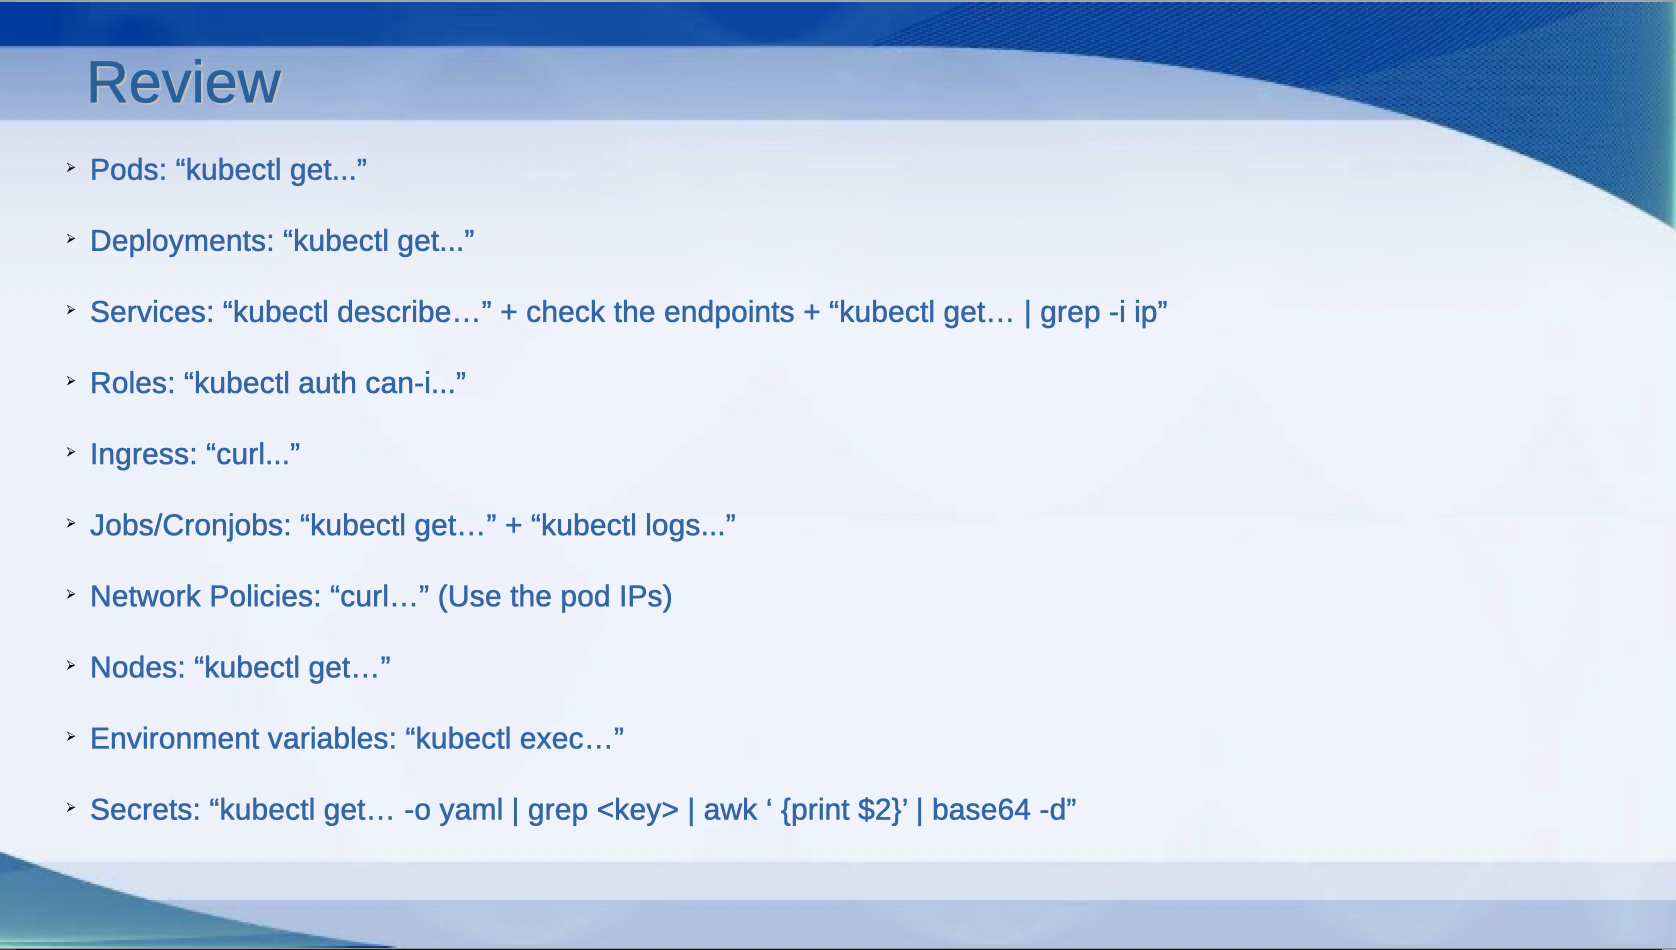 Review
Pods: “kubectl get...”
Deployments: “kubectl get...”
Services: “kubectl describe…” + check the endpoints + “kubectl get… | grep -i ip”
Roles: “kubectl auth can-i...”
Ingress: “curl...”
Jobs/Cronjobs: “kubectl get…” + “kubectl logs...”
Network Policies: “curl…” (Use the pod IPs)
Nodes: “kubectl get…”
Environment variables: “kubectl exec…”
Secrets: “kubectl get… -o yaml | grep <key> | awk ‘ {print $2}’ | base64 -d”